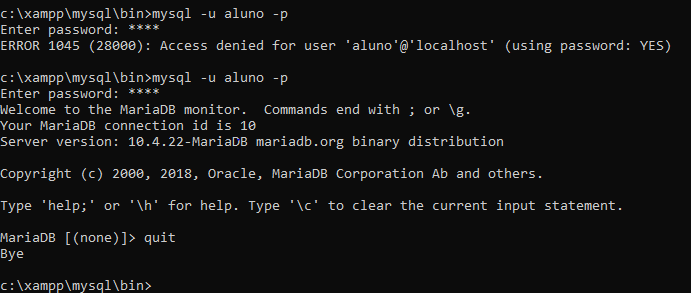 c:\xampp\mysql\bin>mysql -u aluno -p
Enter password: ****
ERROR 1045 (28000): Access denied for user 'aluno'@'localhost' (using password: YES)
c:\xampp\mysql\bin>mysql -u aluno -p
Enter password: ****
Welcome to the MariaDB monitor.  Commands end with ; or \g.
Your MariaDB connection id is 10
Server version: 10.4.22-MariaDB mariadb.org binary distribution
Copyright (c) 2000, 2018, Oracle, MariaDB Corporation Ab and others.
Type 'help;' or '\h' for help. Type '\c' to clear the current input statement.
MariaDB [(none)]> quit
Bye
c:\xampp\mysql\bin>